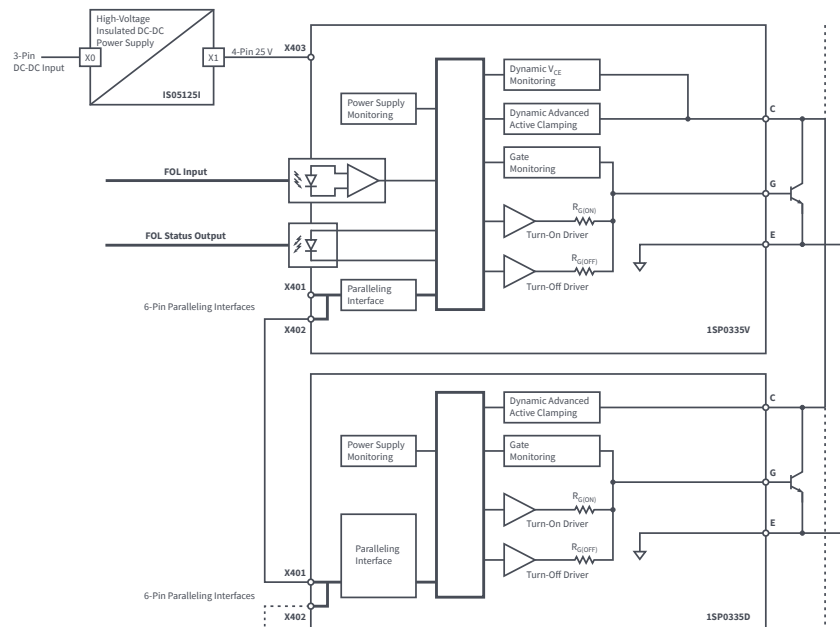 High-Voltage
Insulated DC-DC
Power Supply
3-Pin
DC-DC Input
X0
X1
4-Pin 25 V
IS05125I
X403
Power Supply
Monitoring
Dynamic VCE
Monitoring
Dynamic Advanced
Active Clamping
Gate
Monitoring
C
G
E
FOL Input
FOL Status Output
RG(ON)
Turn-On Driver
RG(OFF)
Turn-Off Driver
X401
Paralleling
Interface
6-Pin Paralleling Interfaces
X402
1SP0335V
Dynamic Advanced
Active Clamping
Power Supply
Monitoring
Gate
Monitoring
C
G
E
RG(ON)
Turn-On Driver
RG(OFF)
Turn-Off Driver
Paralleling
Interface
X401
6-Pin Paralleling Interfaces
X402
1SP0335D